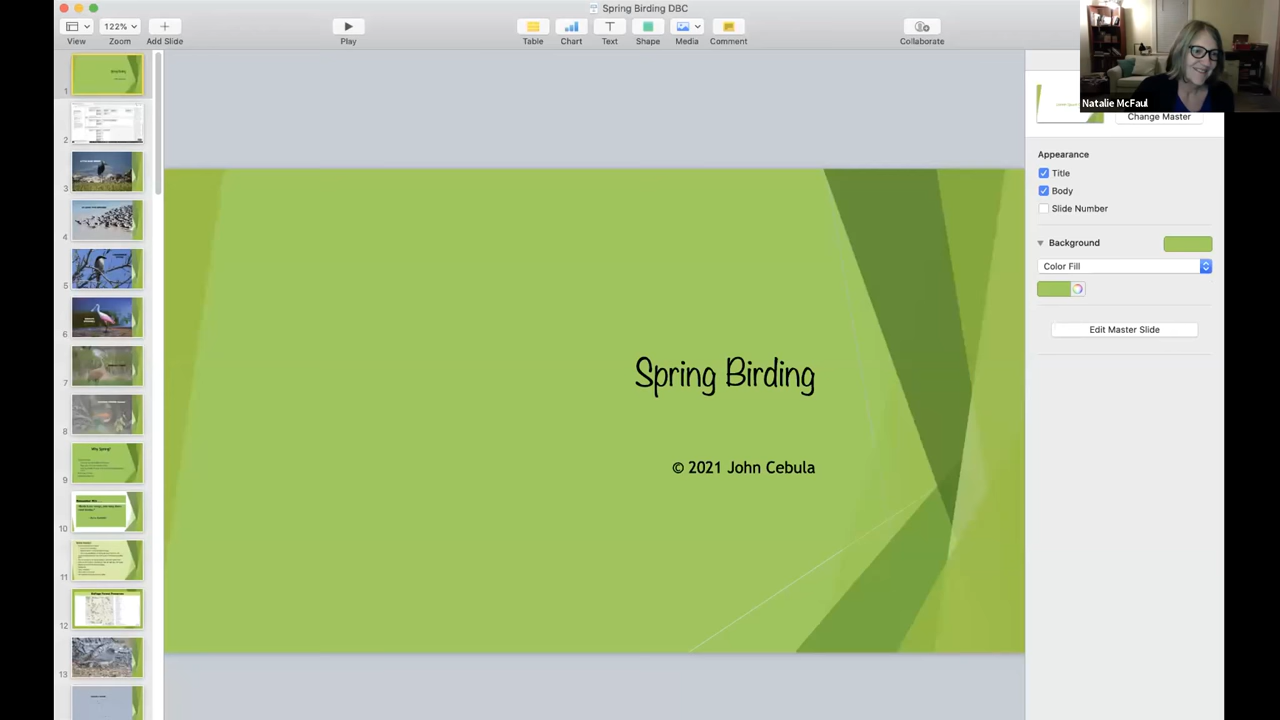 Spring Birding DBC
View
122%
Zoom
Add Slide
Play
Table
Chart
Text
Shape
Media
Comment
Collaborate
Natalie McFaul
Change Master
Appearance
Title
Body
Slide Number
Background
Color Fill
Edit Master Slide
Spring Birding
© 2021 John Cebula
1
2
3
4
5
6
7
8
Why Spring?
9
10
11
12
13